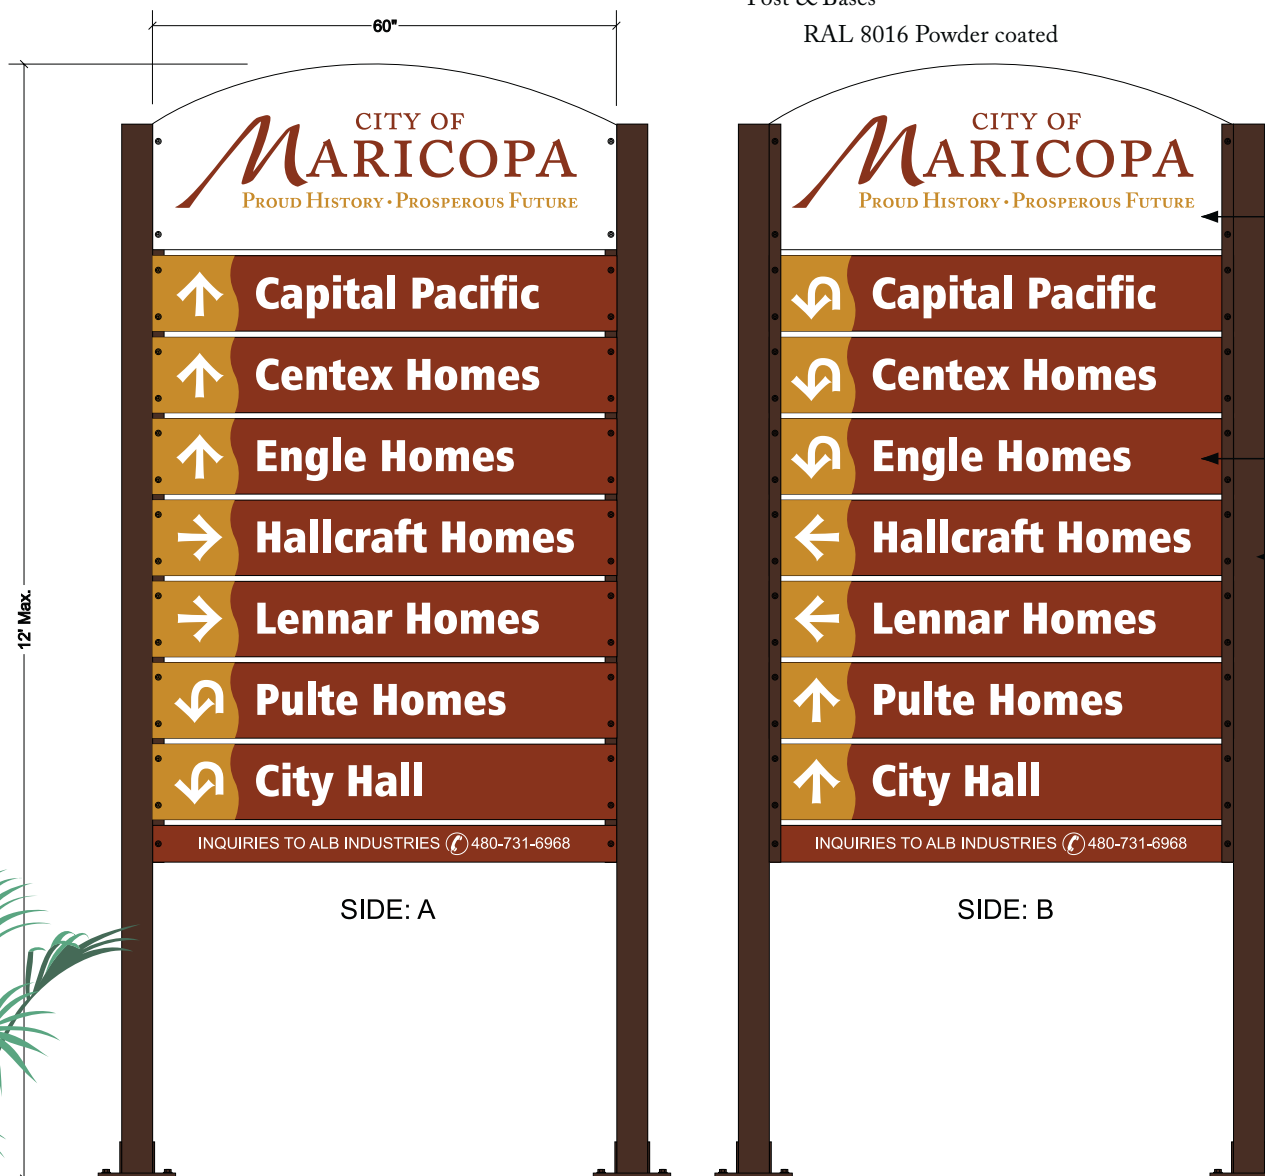 Post & Bases
RAL 8016 Powder coated
60"
12' Max.
CITY OF
MARICOPA
PROUD HISTORY • PROSPEROUS FUTURE
Capital Pacific
Centex Homes
Engle Homes
Hallcraft Homes
Lennar Homes
Pulte Homes
City Hall
INQUIRIES TO ALB INDUSTRIES 480-731-6968
SIDE: A
CITY OF
MARICOPA
PROUD HISTORY • PROSPEROUS FUTURE
Capital Pacific
Centex Homes
Engle Homes
Hallcraft Homes
Lennar Homes
Pulte Homes
City Hall
INQUIRIES TO ALB INDUSTRIES 480-731-6968
SIDE: B